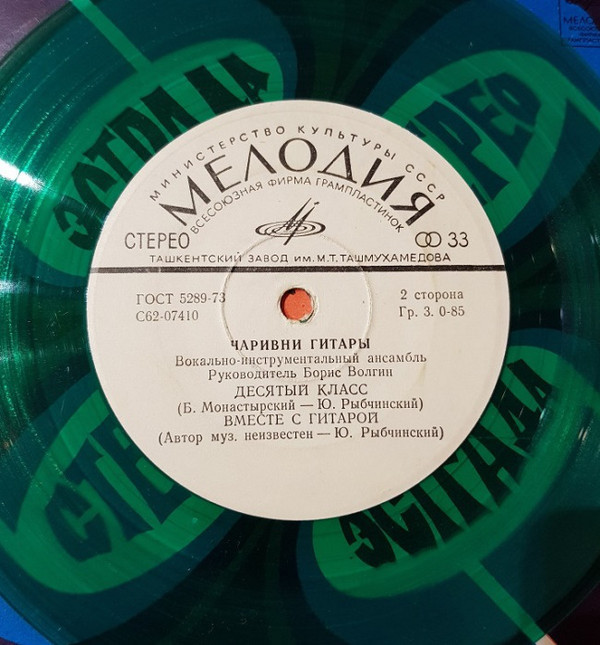 МИНИСТЕРСТВО КУЛЬТУРЫ СССР
МЕЛОДИЯ
ВСЕСОЮЗНАЯ ФИРМА ГРАМПЛАСТИНОК
СТЕРЕО 33
ТАШКЕНТСКИЙ ЗАВОД ИМ. М.Т. ТАШМУХАМЕДОВА
ГОСТ 5289-73 2 сторона
С62-07410 Гр. 3. 0-85
ЧАРИВНИ ГИТАРЫ
Вокально-инструментальный ансамбль
Руководитель Борис Волгин
ДЕСЯТЫЙ КЛАСС
(Б. Монастырский — Ю. Рыбчинский)
ВМЕСТЕ С ГИТАРОЙ
(Автор муз. неизвестен — Ю. Рыбчинский)
ЭСТРАДА
ЭСТРАДА